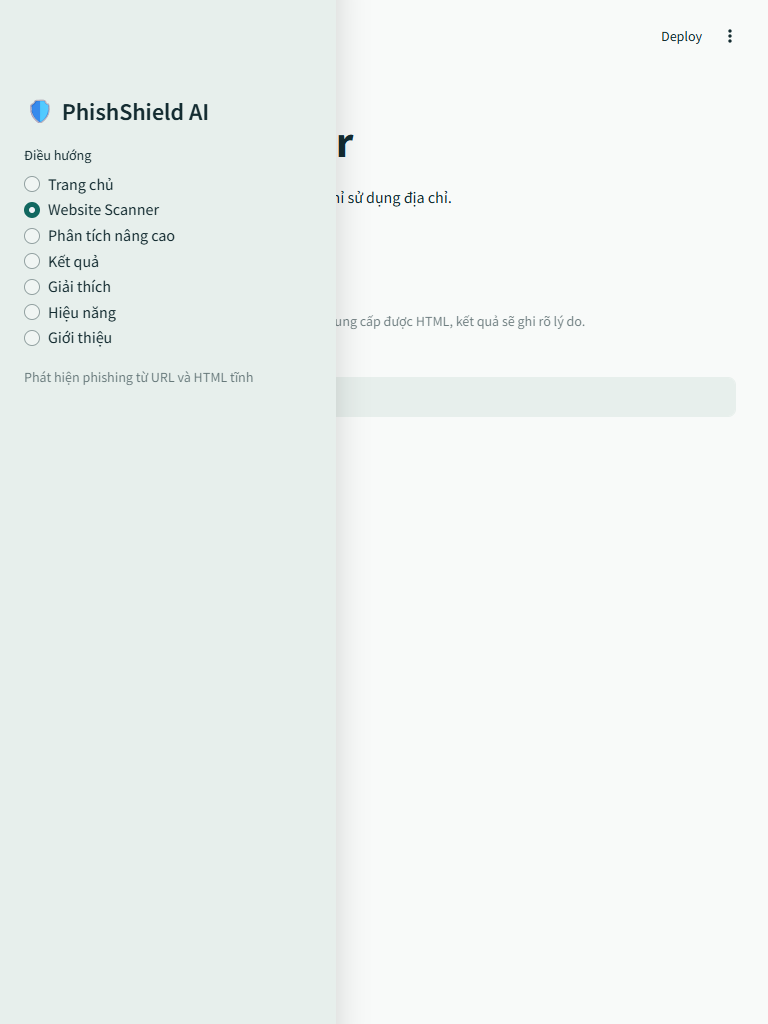 Deploy
PhishShield AI
Điều hướng
Trang chủ
Website Scanner
Phân tích nâng cao
Kết quả
Giải thích
Hiệu năng
Giới thiệu
Phát hiện phishing từ URL và HTML tĩnh
r
sử dụng địa chỉ.
cấp được HTML, kết quả sẽ ghi rõ lý do.